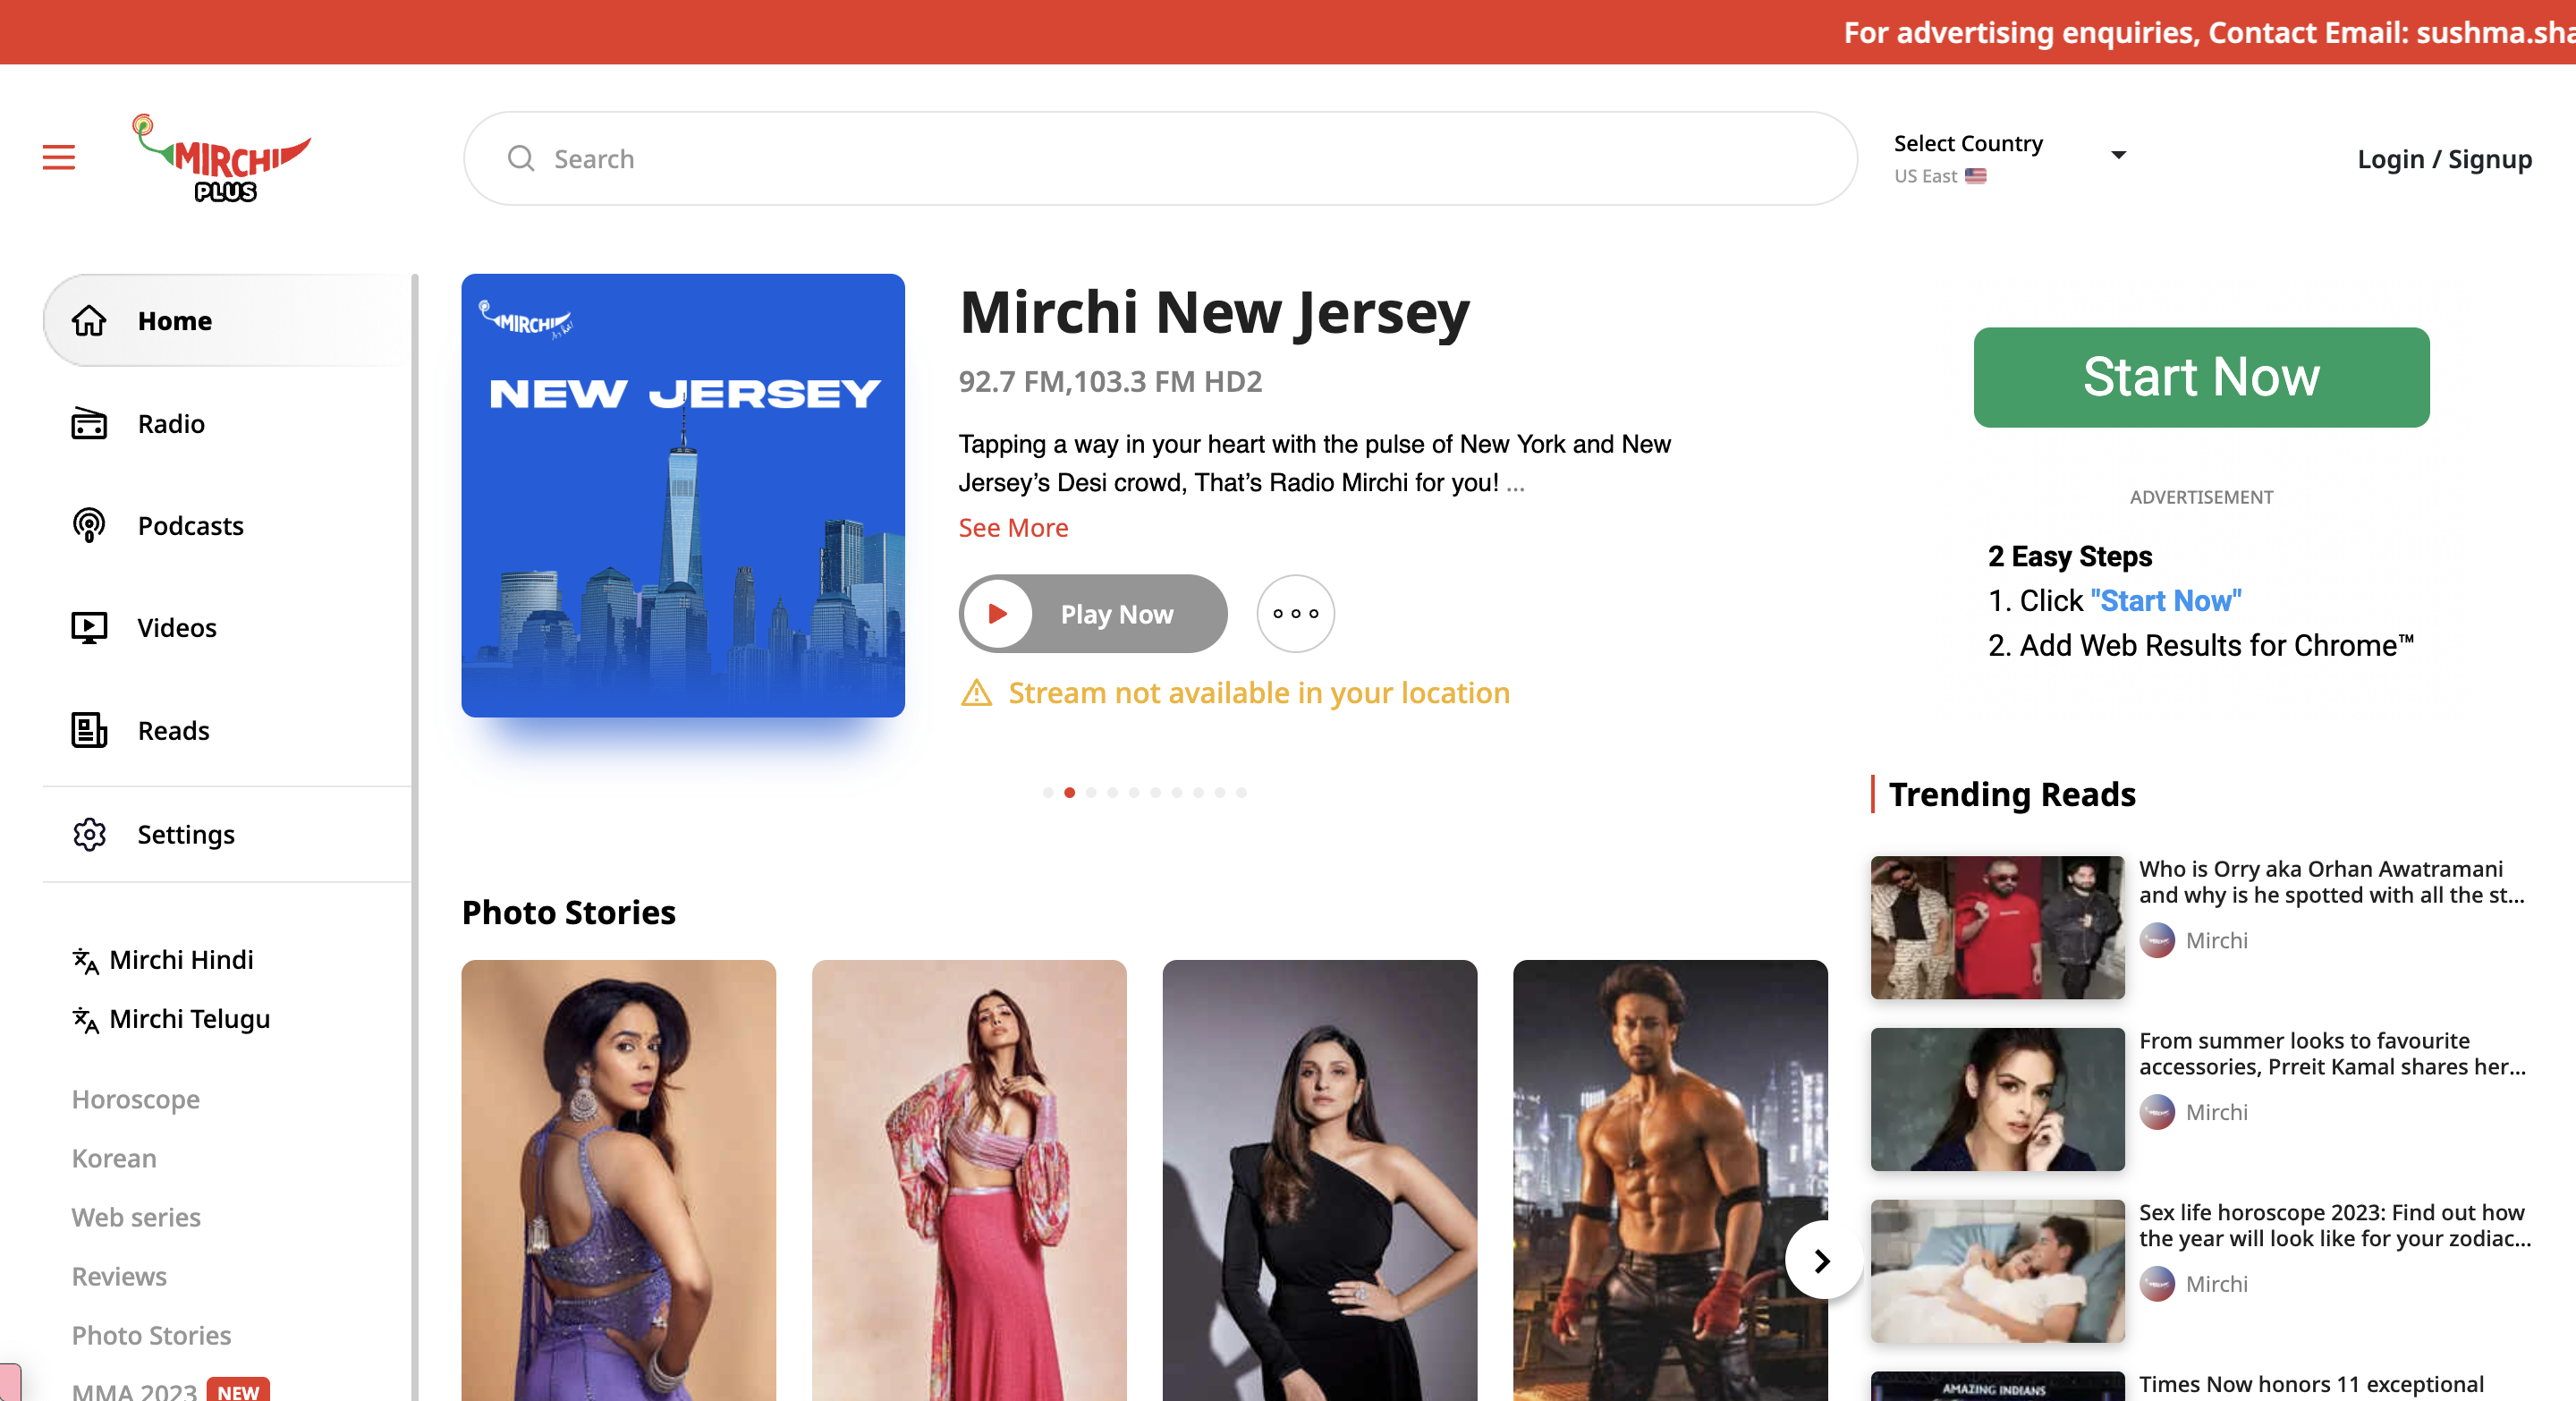 For advertising enquiries, Contact Email: sushma.sha
MIRCHI
PLUS
Search
Select Country
US East
Login / Signup
Home
Radio
Podcasts
Videos
Reads
Settings
Mirchi Hindi
Mirchi Telugu
Horoscope
Korean
Web series
Reviews
Photo Stories
MMA 2023 NEW
MIRCHI
NEW JERSEY
Mirchi New Jersey
92.7 FM,103.3 FM HD2
Tapping a way in your heart with the pulse of New York and New
Jersey’s Desi crowd, That’s Radio Mirchi for you! ...
See More
Play Now
Stream not available in your location
Photo Stories
Start Now
ADVERTISEMENT
2 Easy Steps
1. Click "Start Now"
2. Add Web Results for Chrome™
Trending Reads
Who is Orry aka Orhan Awatramani
and why is he spotted with all the st...
Mirchi
From summer looks to favourite
accessories, Prreit Kamal shares her...
Mirchi
Sex life horoscope 2023: Find out how
the year will look like for your zodiac...
Mirchi
AMAZING INDIANS
Times Now honors 11 exceptional